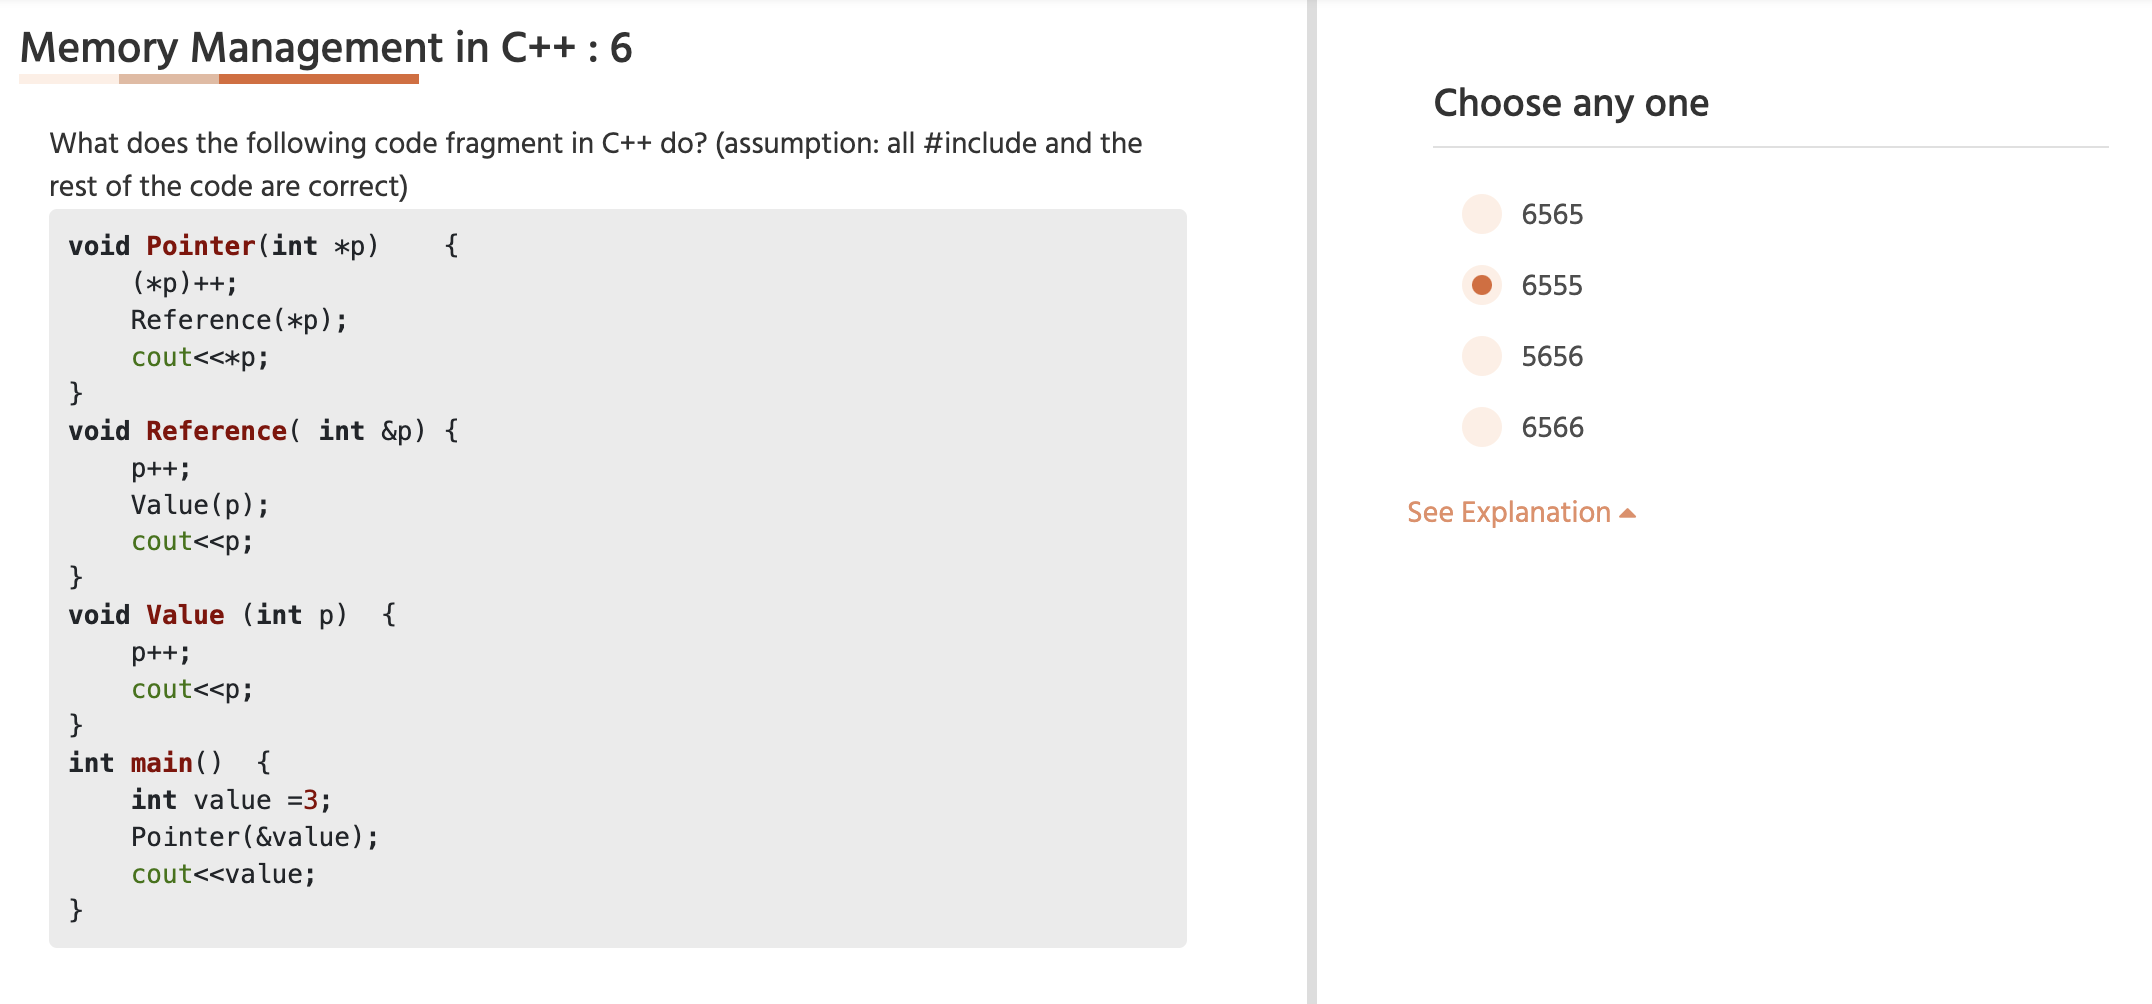 Memory Management in C++ : 6
What does the following code fragment in C++ do? (assumption: all #include and the
rest of the code are correct)
void Pointer(int *p)    {
    (*p)++;
    Reference(*p);
    cout<<*p;
}
void Reference( int &p) {
    p++;
    Value(p);
    cout<<p;
}
void Value (int p)  {
    p++;
    cout<<p;
}
int main()  {
    int value =3;
    Pointer(&value);
    cout<<value;
}
Choose any one
6565
6555
5656
6566
See Explanation